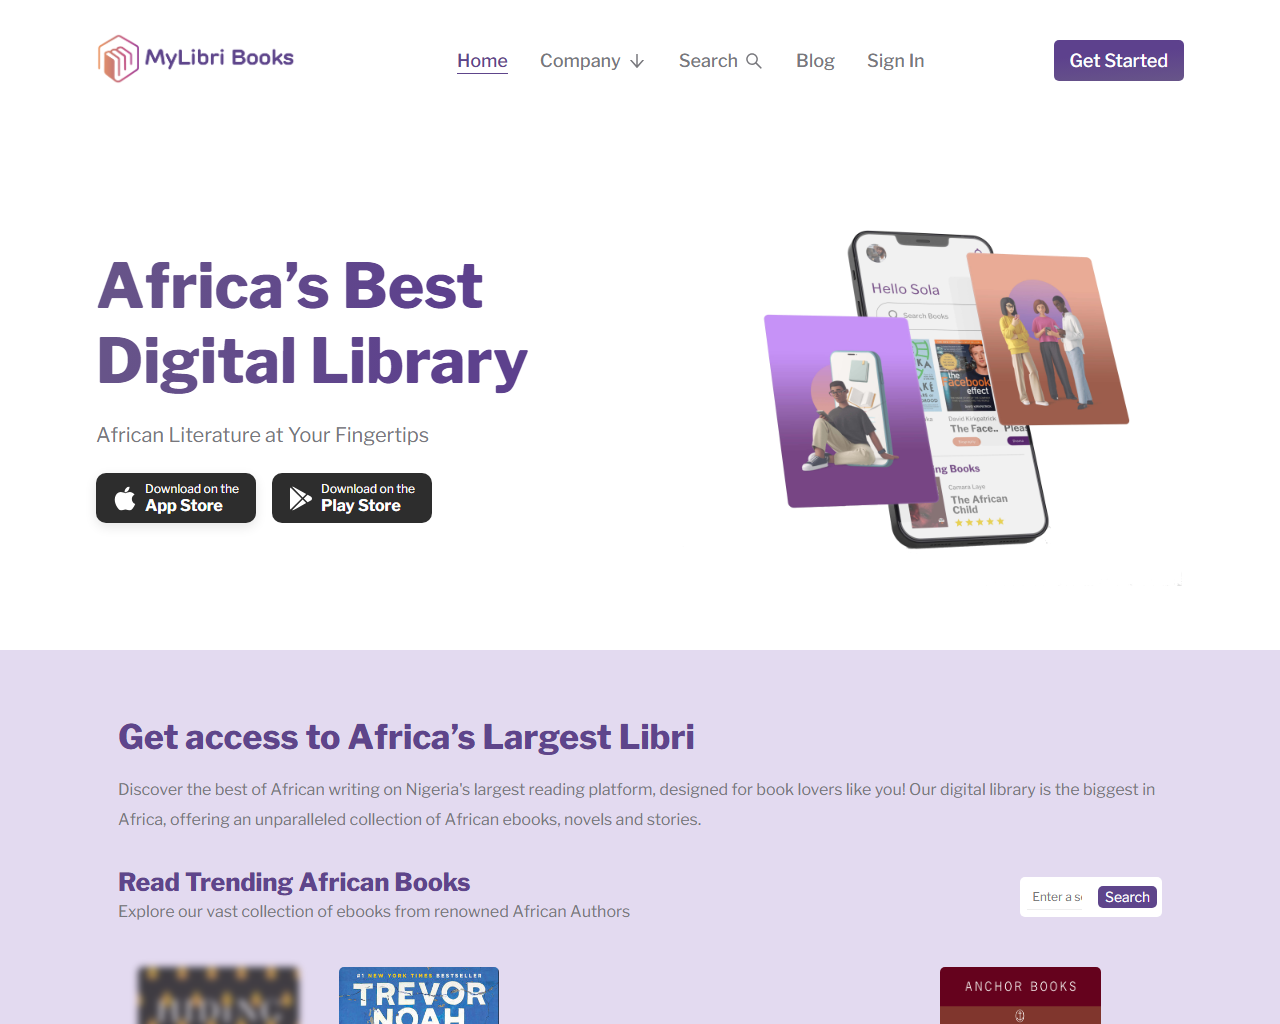 MyLibri Books
Home
Company
Search
Blog
Sign In
Get Started
Africa’s Best
Digital Library
African Literature at Your Fingertips
Download on the
App Store
Download on the
Play Store
Hello Sola
Search Books
the
facebook
effect
David Kirkpatrick
The Face..
ng Books
Camara Laye
The African
Child
Get access to Africa’s Largest Libri
Discover the best of African writing on Nigeria's largest reading platform, designed for book lovers like you! Our digital library is the biggest in
Africa, offering an unparalleled collection of African ebooks, novels and stories.
Read Trending African Books
Explore our vast collection of ebooks from renowned African Authors
Enter a s
Search
#1 NEW YORK TIMES BESTSELLER
TREVOR
NOAH
ANCHOR BOOKS